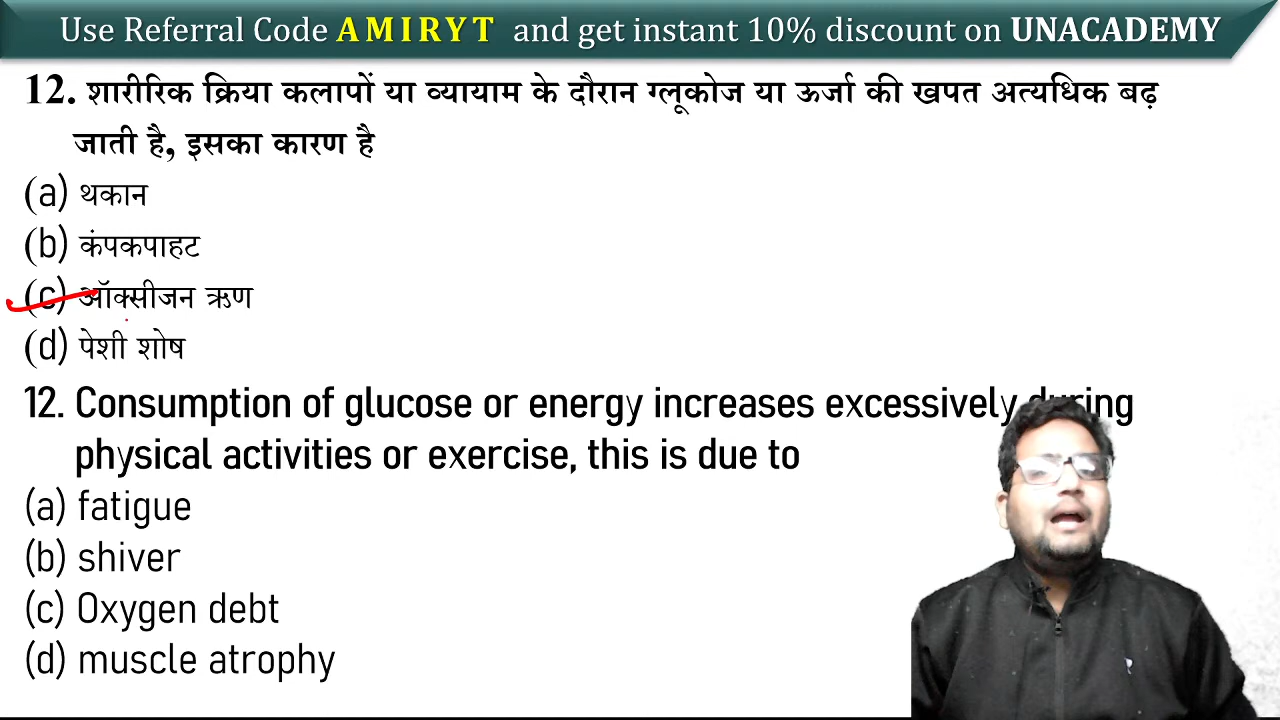 Use Referral Code AMIRYT and get instant 10% discount on UNACADEMY
12. शारीरिक क्रिया कलापों या व्यायाम के दौरान ग्लूकोज या ऊर्जा की खपत अत्यधिक बढ़
जाती है, इसका कारण है
(a) थकान
(b) कंपकपाहट
(c) ऑक्सीजन ऋण
(d) पेशी शोष
12. Consumption of glucose or energy increases excessively during
physical activities or exercise, this is due to
(a) fatigue
(b) shiver
(c) Oxygen debt
(d) muscle atrophy